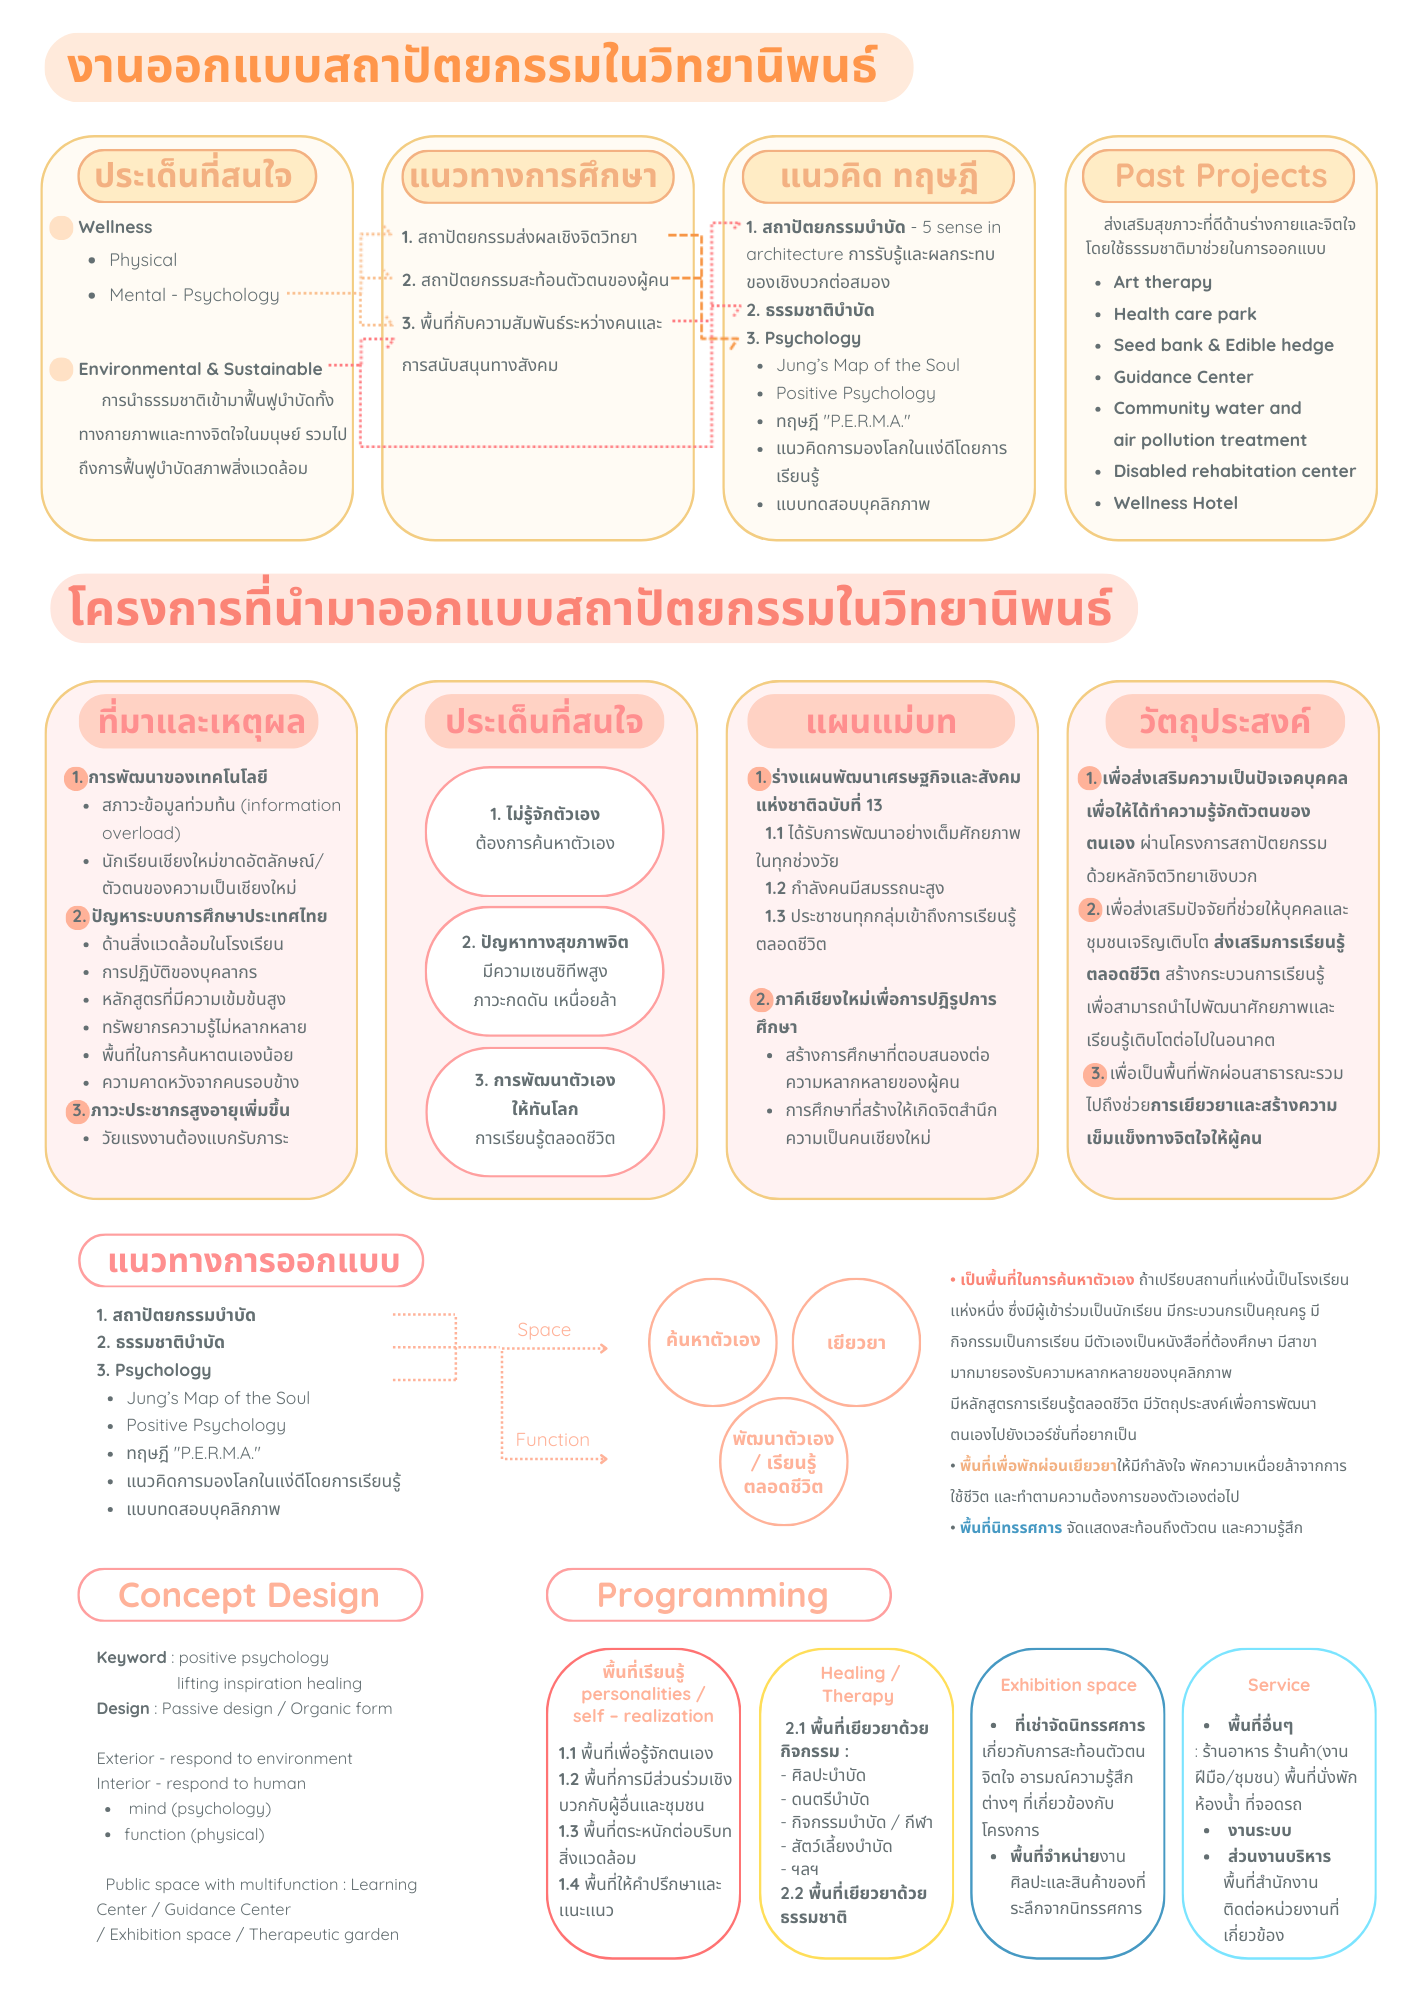 งานออกแบบสถาปัตยกรรมในวิทยานิพนธ์
ประเด็นที่สนใจ
Wellness
• Physical
• Mental - Psychology
Environmental & Sustainable
การนำธรรมชาติเข้ามาฟื้นฟูบำบัดทั้ง
ทางกายภาพและทางจิตใจในมนุษย์ รวมไป
ถึงการฟื้นฟูบำบัดสภาพสิ่งแวดล้อม
แนวทางการศึกษา
1. สถาปัตยกรรมส่งผลเชิงจิตวิทยา
2. สถาปัตยกรรมสะท้อนตัวตนของผู้คน
3. พื้นที่กับความสัมพันธ์ระหว่างคนและ
การสนับสนุนทางสังคม
แนวคิด ทฤษฎี
1. สถาปัตยกรรมบำบัด - 5 sense in
architecture การรับรู้และผลกระทบ
ของเชิงบวกต่อสมอง
2. ธรรมชาติบำบัด
3. Psychology
• Jung's Map of the Soul
• Positive Psychology
• ทฤษฎี "P.E.R.M.A."
• แนวคิดการมองโลกในแง่ดีโดยการ
เรียนรู้
• แบบทดสอบบุคลิกภาพ
Past Projects
ส่งเสริมสุขภาวะที่ดีด้านร่างกายและจิตใจ
โดยใช้ธรรมชาติมาช่วยในการออกแบบ
• Art therapy
• Health care park
• Seed bank & Edible hedge
• Guidance Center
• Community water and
air pollution treatment
• Disabled rehabitation center
• Wellness Hotel
โครงการที่นำมาออกแบบสถาปัตยกรรมในวิทยานิพนธ์
ที่มาและเหตุผล
1. การพัฒนาของเทคโนโลยี
• สภาวะข้อมูลท่วมท้น (information
overload)
• นักเรียนเชียงใหม่ขาดอัตลักษณ์/
ตัวตนของความเป็นเชียงใหม่
2. ปัญหาระบบการศึกษาประเทศไทย
• ด้านสิ่งแวดล้อมในโรงเรียน
• การปฏิบัติของบุคลากร
• หลักสูตรที่มีความเข้มข้นสูง
• ทรัพยากรความรู้ไม่หลากหลาย
• พื้นที่ในการค้นหาตนเองน้อย
• ความคาดหวังจากคนรอบข้าง
3. ภาวะประชากรสูงอายุเพิ่มขึ้น
• วัยแรงงานต้องแบกรับภาระ
ประเด็นที่สนใจ
1. ไม่รู้จักตัวเอง
ต้องการค้นหาตัวเอง
2. ปัญหาทางสุขภาพจิต
มีความเซนซิทีพสูง
ภาวะกดดัน เหนื่อยล้า
3. การพัฒนาตัวเอง
ให้ทันโลก
การเรียนรู้ตลอดชีวิต
แผนแม่บท
1. ร่างแผนพัฒนาเศรษฐกิจและสังคม
แห่งชาติฉบับที่ 13
1.1 ได้รับการพัฒนาอย่างเต็มศักยภาพ
ในทุกช่วงวัย
1.2 กำลังคนมีสมรรถนะสูง
1.3 ประชาชนทุกกลุ่มเข้าถึงการเรียนรู้
ตลอดชีวิต
2. ภาคีเชียงใหม่เพื่อการปฎิรูปการ
ศึกษา
• สร้างการศึกษาที่ตอบสนองต่อ
ความหลากหลายของผู้คน
• การศึกษาที่สร้างให้เกิดจิตสำนึก
ความเป็นคนเชียงใหม่
วัตถุประสงค์
1. เพื่อส่งเสริมความเป็นปัจเจคบุคคล
เพื่อให้ได้ทำความรู้จักตัวตนของ
ตนเอง ผ่านโครงการสถาปัตยกรรม
ด้วยหลักจิตวิทยาเชิงบวก
2. เพื่อส่งเสริมปัจจัยที่ช่วยให้บุคคลและ
ชุมชนเจริญเติบโต ส่งเสริมการเรียนรู้
ตลอดชีวิต สร้างกระบวนการเรียนรู้
เพื่อสามารถนำไปพัฒนาศักยภาพและ
เรียนรู้เติบโตต่อไปในอนาคต
3. เพื่อเป็นพื้นที่พักผ่อนสาธารณะรวม
ไปถึงช่วยการเยียวยาและสร้างความ
เข็มแข็งทางจิตใจให้ผู้คน
แนวทางการออกแบบ
1. สถาปัตยกรรมบำบัด
2. ธรรมชาติบำบัด
3. Psychology
• Jung's Map of the Soul
• Positive Psychology
• ทฤษฎี "P.E.R.M.A."
• แนวคิดการมองโลกในแง่ดีโดยการเรียนรู้
• แบบทดสอบบุคลิกภาพ
Space
Function
ค้นหาตัวเอง
เยียวยา
พัฒนาตัวเอง
/ เรียนรู้
ตลอดชีวิต
• เป็นพื้นที่ในการค้นหาตัวเอง ถ้าเปรียบสถานที่แห่งนี้เป็นโรงเรียน
แห่งหนึ่ง ซึ่งมีผู้เข้าร่วมเป็นนักเรียน มีกระบวนกรเป็นคุณครู มี
กิจกรรมเป็นการเรียน มีตัวเองเป็นหนังสือที่ต้องศึกษา มีสาขา
มากมายรองรับความหลากหลายของบุคลิกภาพ
มีหลักสูตรการเรียนรู้ตลอดชีวิต มีวัตถุประสงค์เพื่อการพัฒนา
ตนเองไปยังเวอร์ชั่นที่อยากเป็น
• พื้นที่เพื่อพักผ่อนเยียวยาให้มีกำลังใจ พักความเหนื่อยล้าจากการ
ใช้ชีวิต และทำตามความต้องการของตัวเองต่อไป
• พื้นที่นิทรรศการ จัดแสดงสะท้อนถึงตัวตน และความรู้สึก
Concept Design
Keyword : positive psychology
lifting inspiration healing
Design : Passive design / Organic form
Exterior - respond to environment
Interior - respond to human
• mind (psychology)
• function (physical)
Public space with multifunction : Learning
Center / Guidance Center
/ Exhibition space / Therapeutic garden
Programming
พื้นที่เรียนรู้
personalities /
self – realization
1.1 พื้นที่เพื่อรู้จักตนเอง
1.2 พื้นที่การมีส่วนร่วมเชิง
บวกกับผู้อื่นและชุมชน
1.3 พื้นที่ตระหนักต่อบริบท
สิ่งแวดล้อม
1.4 พื้นที่ให้คำปรึกษาและ
แนะแนว
Healing /
Therapy
2.1 พื้นที่เยียวยาด้วย
กิจกรรม :
- ศิลปะบำบัด
- ดนตรีบำบัด
- กิจกรรมบำบัด / กีฬา
- สัตว์เลี้ยงบำบัด
- ฯลฯ
2.2 พื้นที่เยียวยาด้วย
ธรรมชาติ
Exhibition space
• ที่เช่าจัดนิทรรศการ
เกี่ยวกับการสะท้อนตัวตน
จิตใจ อารมณ์ความรู้สึก
ต่างๆ ที่เกี่ยวข้องกับ
โครงการ
• พื้นที่จำหน่ายงาน
ศิลปะและสินค้าของที่
ระลึกจากนิทรรศการ
Service
• พื้นที่อื่นๆ
: ร้านอาหาร ร้านค้า(งาน
ฝีมือ/ชุมชน) พื้นที่นั่งพัก
ห้องน้ำ ที่จอดรถ
• งานระบบ
• ส่วนงานบริหาร
พื้นที่สำนักงาน
ติดต่อหน่วยงานที่
เกี่ยวข้อง